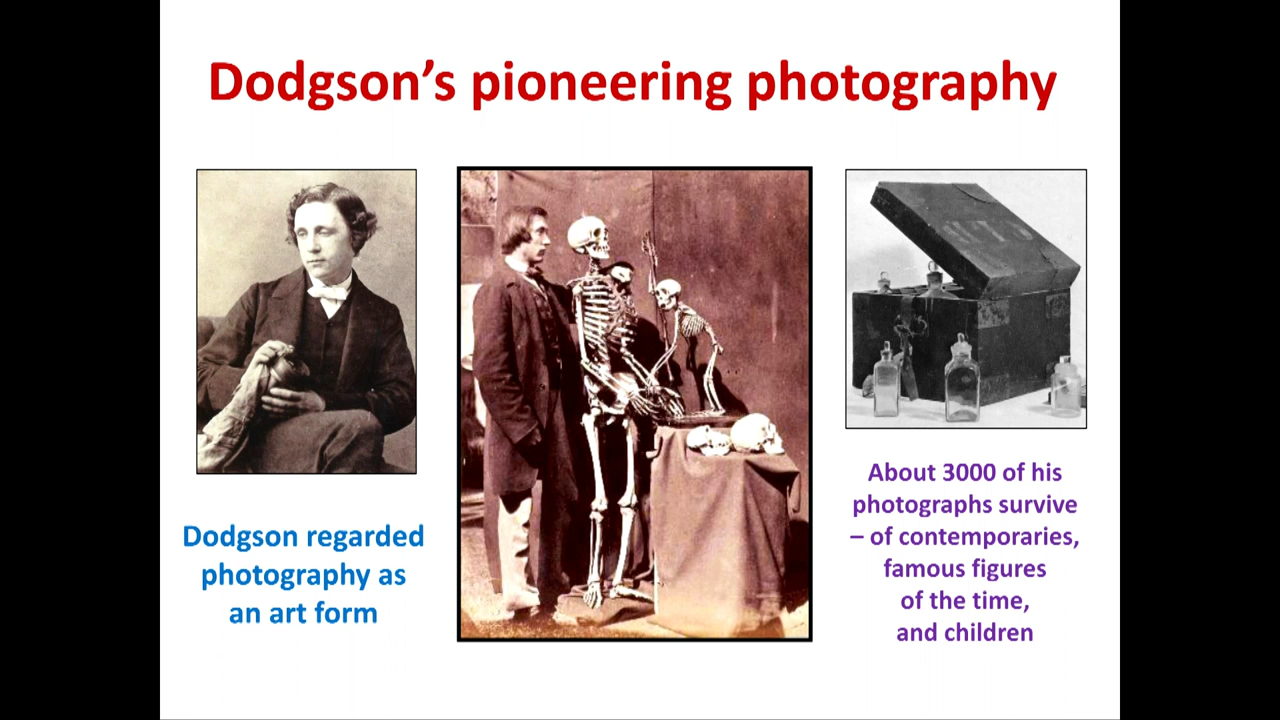 Dodgson’s pioneering photography
Dodgson regarded
photography as
an art form
About 3000 of his
photographs survive
– of contemporaries,
famous figures
of the time,
and children